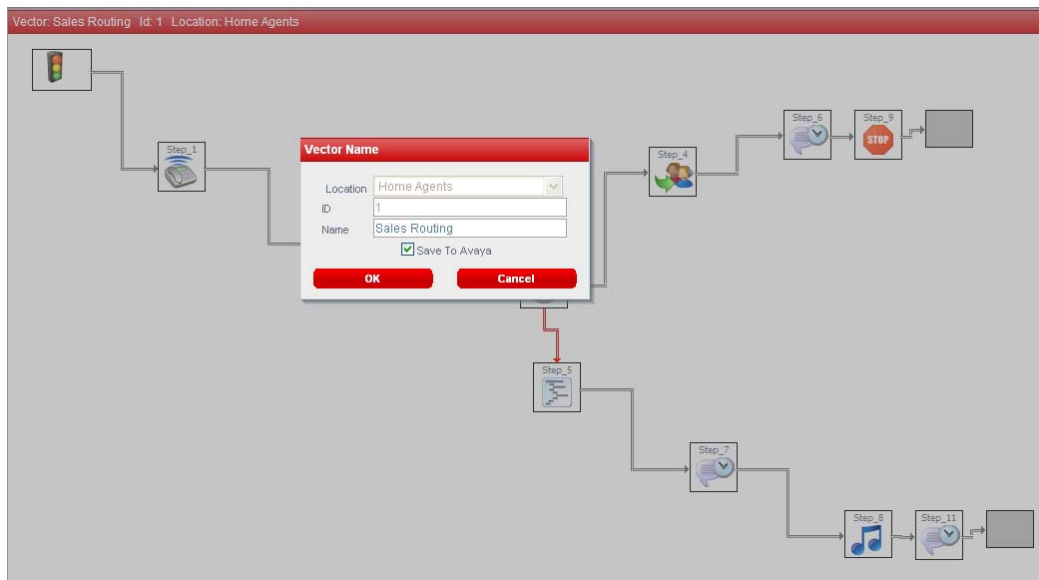 Vector: Sales Routing Id: 1 Location: Home Agents
Step_1
Vector Name
Location Home Agents
ID 1
Name Sales Routing
Save To Avaya
OK Cancel
Step_4
Step_6
Step_9
STOP
Step_5
Step_7
Step_8
Step_11